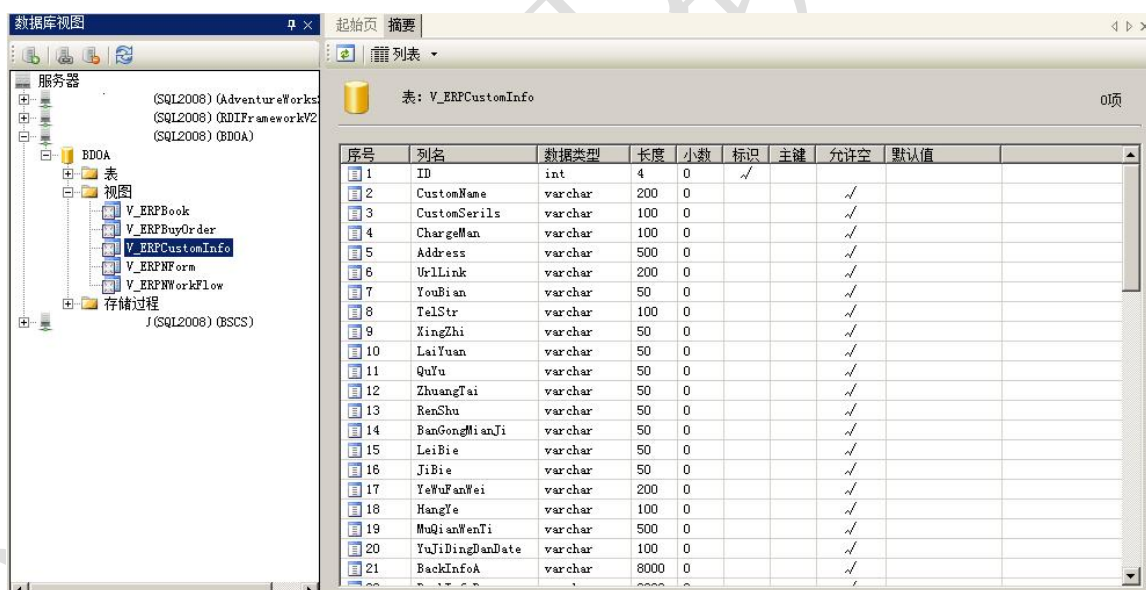 数据库视图
起始页 摘要
列表
服务器
(SQL2008)(AdventureWorks
(SQL2008)(RDIFrameworkV2
(SQL2008)(BDOA)
BDOA
表
视图
V_ERPBook
V_ERPBuyOrder
V_ERPCustomInfo
V_ERPNForm
V_ERPNWorkFlow
存储过程
J(SQL2008)(BSCS)
表: V_ERPCustomInfo
0项
序号 列名 数据类型 长度 小数 标识 主键 允许空 默认值
1 ID int 4 0 √
2 CustomName varchar 200 0 √
3 CustomSerils varchar 100 0 √
4 ChargeMan varchar 100 0 √
5 Address varchar 500 0 √
6 UrlLink varchar 200 0 √
7 YouBian varchar 50 0 √
8 TelStr varchar 100 0 √
9 XingZhi varchar 50 0 √
10 LaiYuan varchar 50 0 √
11 QuYu varchar 50 0 √
12 ZhuangTai varchar 50 0 √
13 RenShu varchar 50 0 √
14 BanGongMianJi varchar 50 0 √
15 LeiBie varchar 50 0 √
16 JiBie varchar 50 0 √
17 YeWuFanWei varchar 200 0 √
18 HangYe varchar 100 0 √
19 MuQianWenTi varchar 500 0 √
20 YuJiDingDanDate varchar 100 0 √
21 BackInfoA varchar 8000 0 √